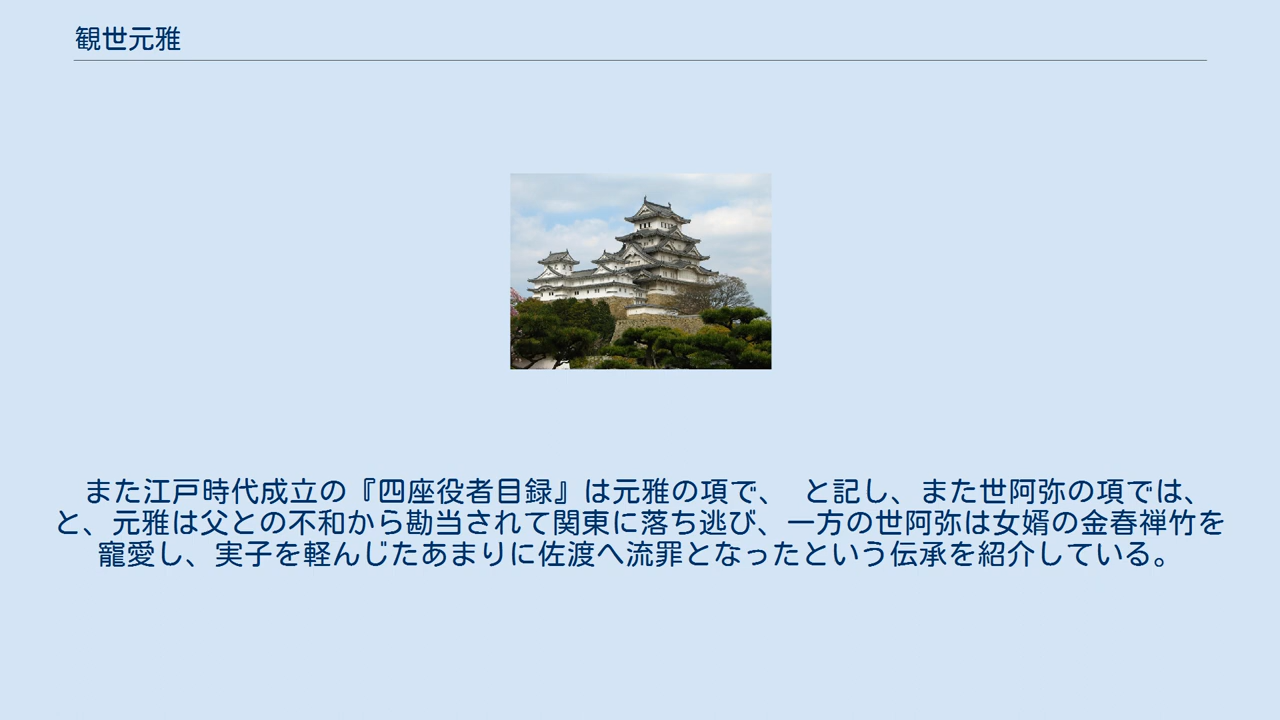 観世元雅
また江戸時代成立の『四座役者目録』は元雅の項で、 と記し、また世阿弥の項では、
と、元雅は父との不和から勘当されて関東に落ち逃び、一方の世阿弥は女婿の金春禅竹を
寵愛し、実子を軽んじたあまりに佐渡へ流罪となったという伝承を紹介している。